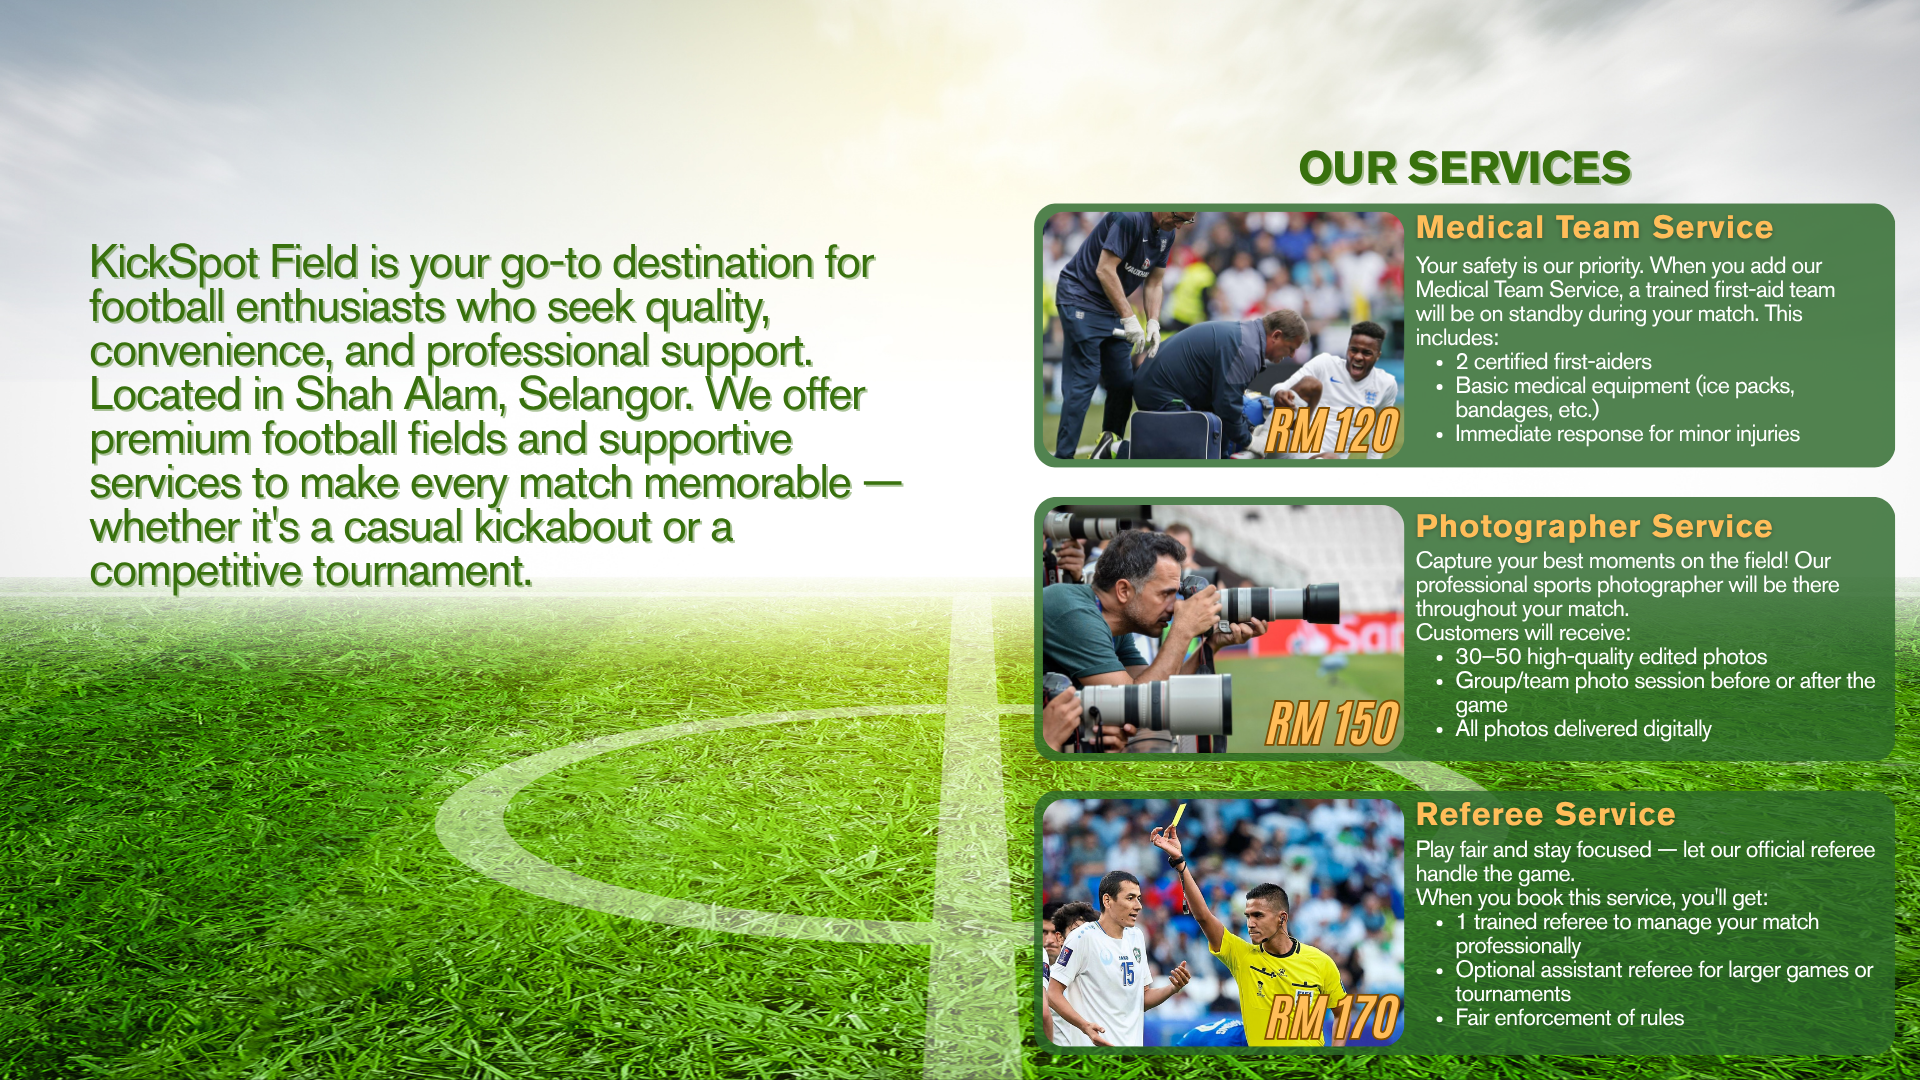 KickSpot Field is your go-to destination for
football enthusiasts who seek quality,
convenience, and professional support.
Located in Shah Alam, Selangor. We offer
premium football fields and supportive
services to make every match memorable —
whether it's a casual kickabout or a
competitive tournament.
OUR SERVICES
Medical Team Service
Your safety is our priority. When you add our
Medical Team Service, a trained first-aid team
will be on standby during your match. This
includes:
• 2 certified first-aiders
• Basic medical equipment (ice packs,
bandages, etc.)
• Immediate response for minor injuries
RM 120
Photographer Service
Capture your best moments on the field! Our
professional sports photographer will be there
throughout your match.
Customers will receive:
• 30–50 high-quality edited photos
• Group/team photo session before or after the
game
• All photos delivered digitally
RM 150
Referee Service
Play fair and stay focused — let our official referee
handle the game.
When you book this service, you'll get:
• 1 trained referee to manage your match
professionally
• Optional assistant referee for larger games or
tournaments
• Fair enforcement of rules
15
RM 170